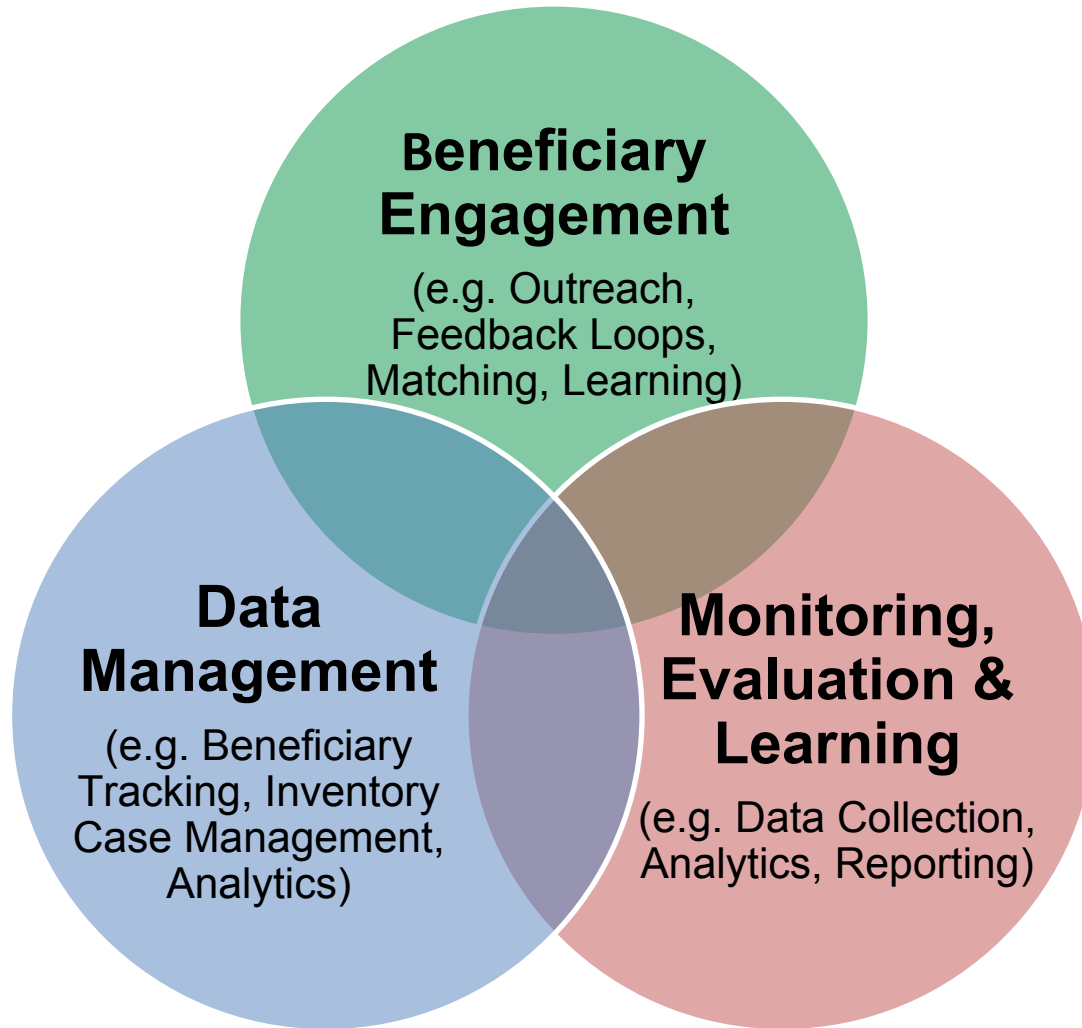 Beneficiary
Engagement
(e.g. Outreach,
Feedback Loops,
Matching, Learning)
Data
Management
(e.g. Beneficiary
Tracking, Inventory
Case Management,
Analytics)
Monitoring,
Evaluation &
Learning
(e.g. Data Collection,
Analytics, Reporting)